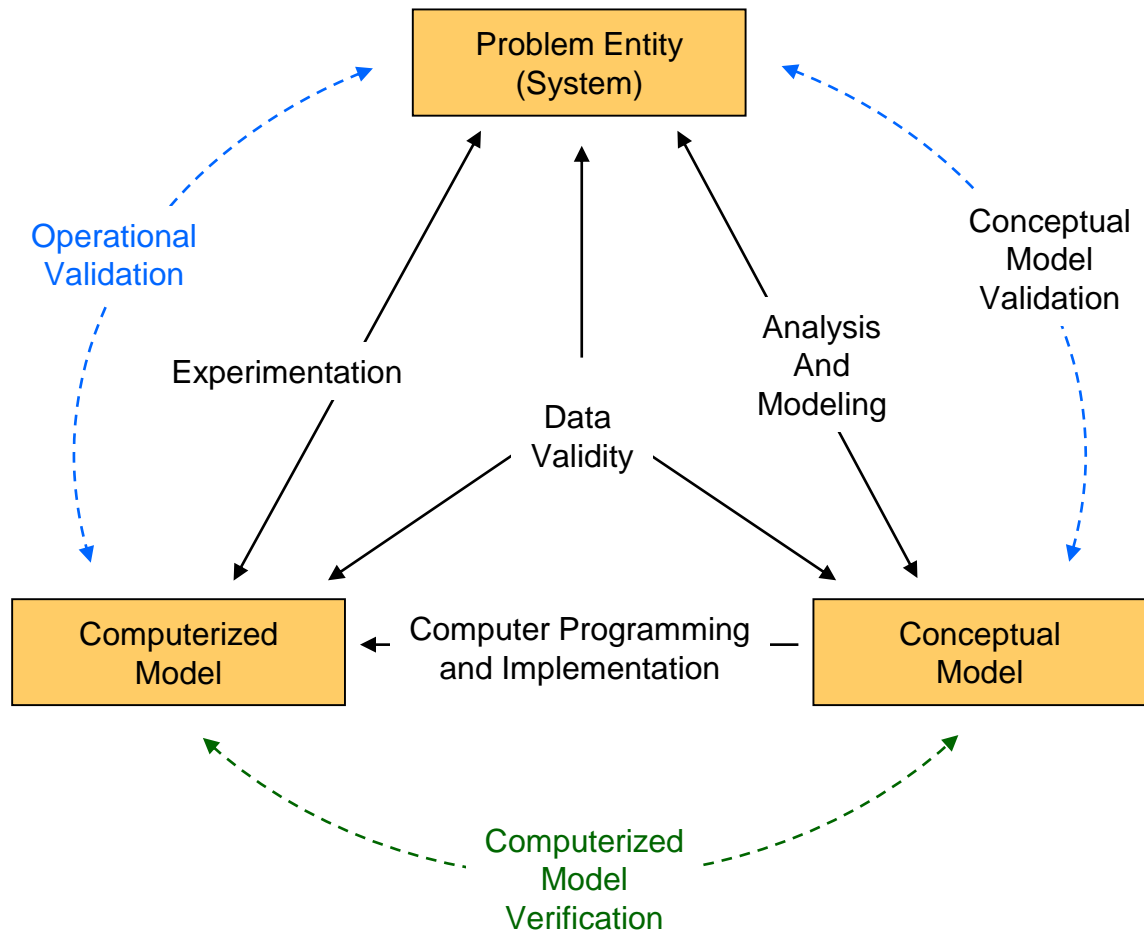 Problem Entity
(System)
Operational
Validation
Conceptual
Model
Validation
Experimentation
Analysis
And
Modeling
Data
Validity
Computerized
Model
Computer Programming
and Implementation
Conceptual
Model
Computerized
Model
Verification